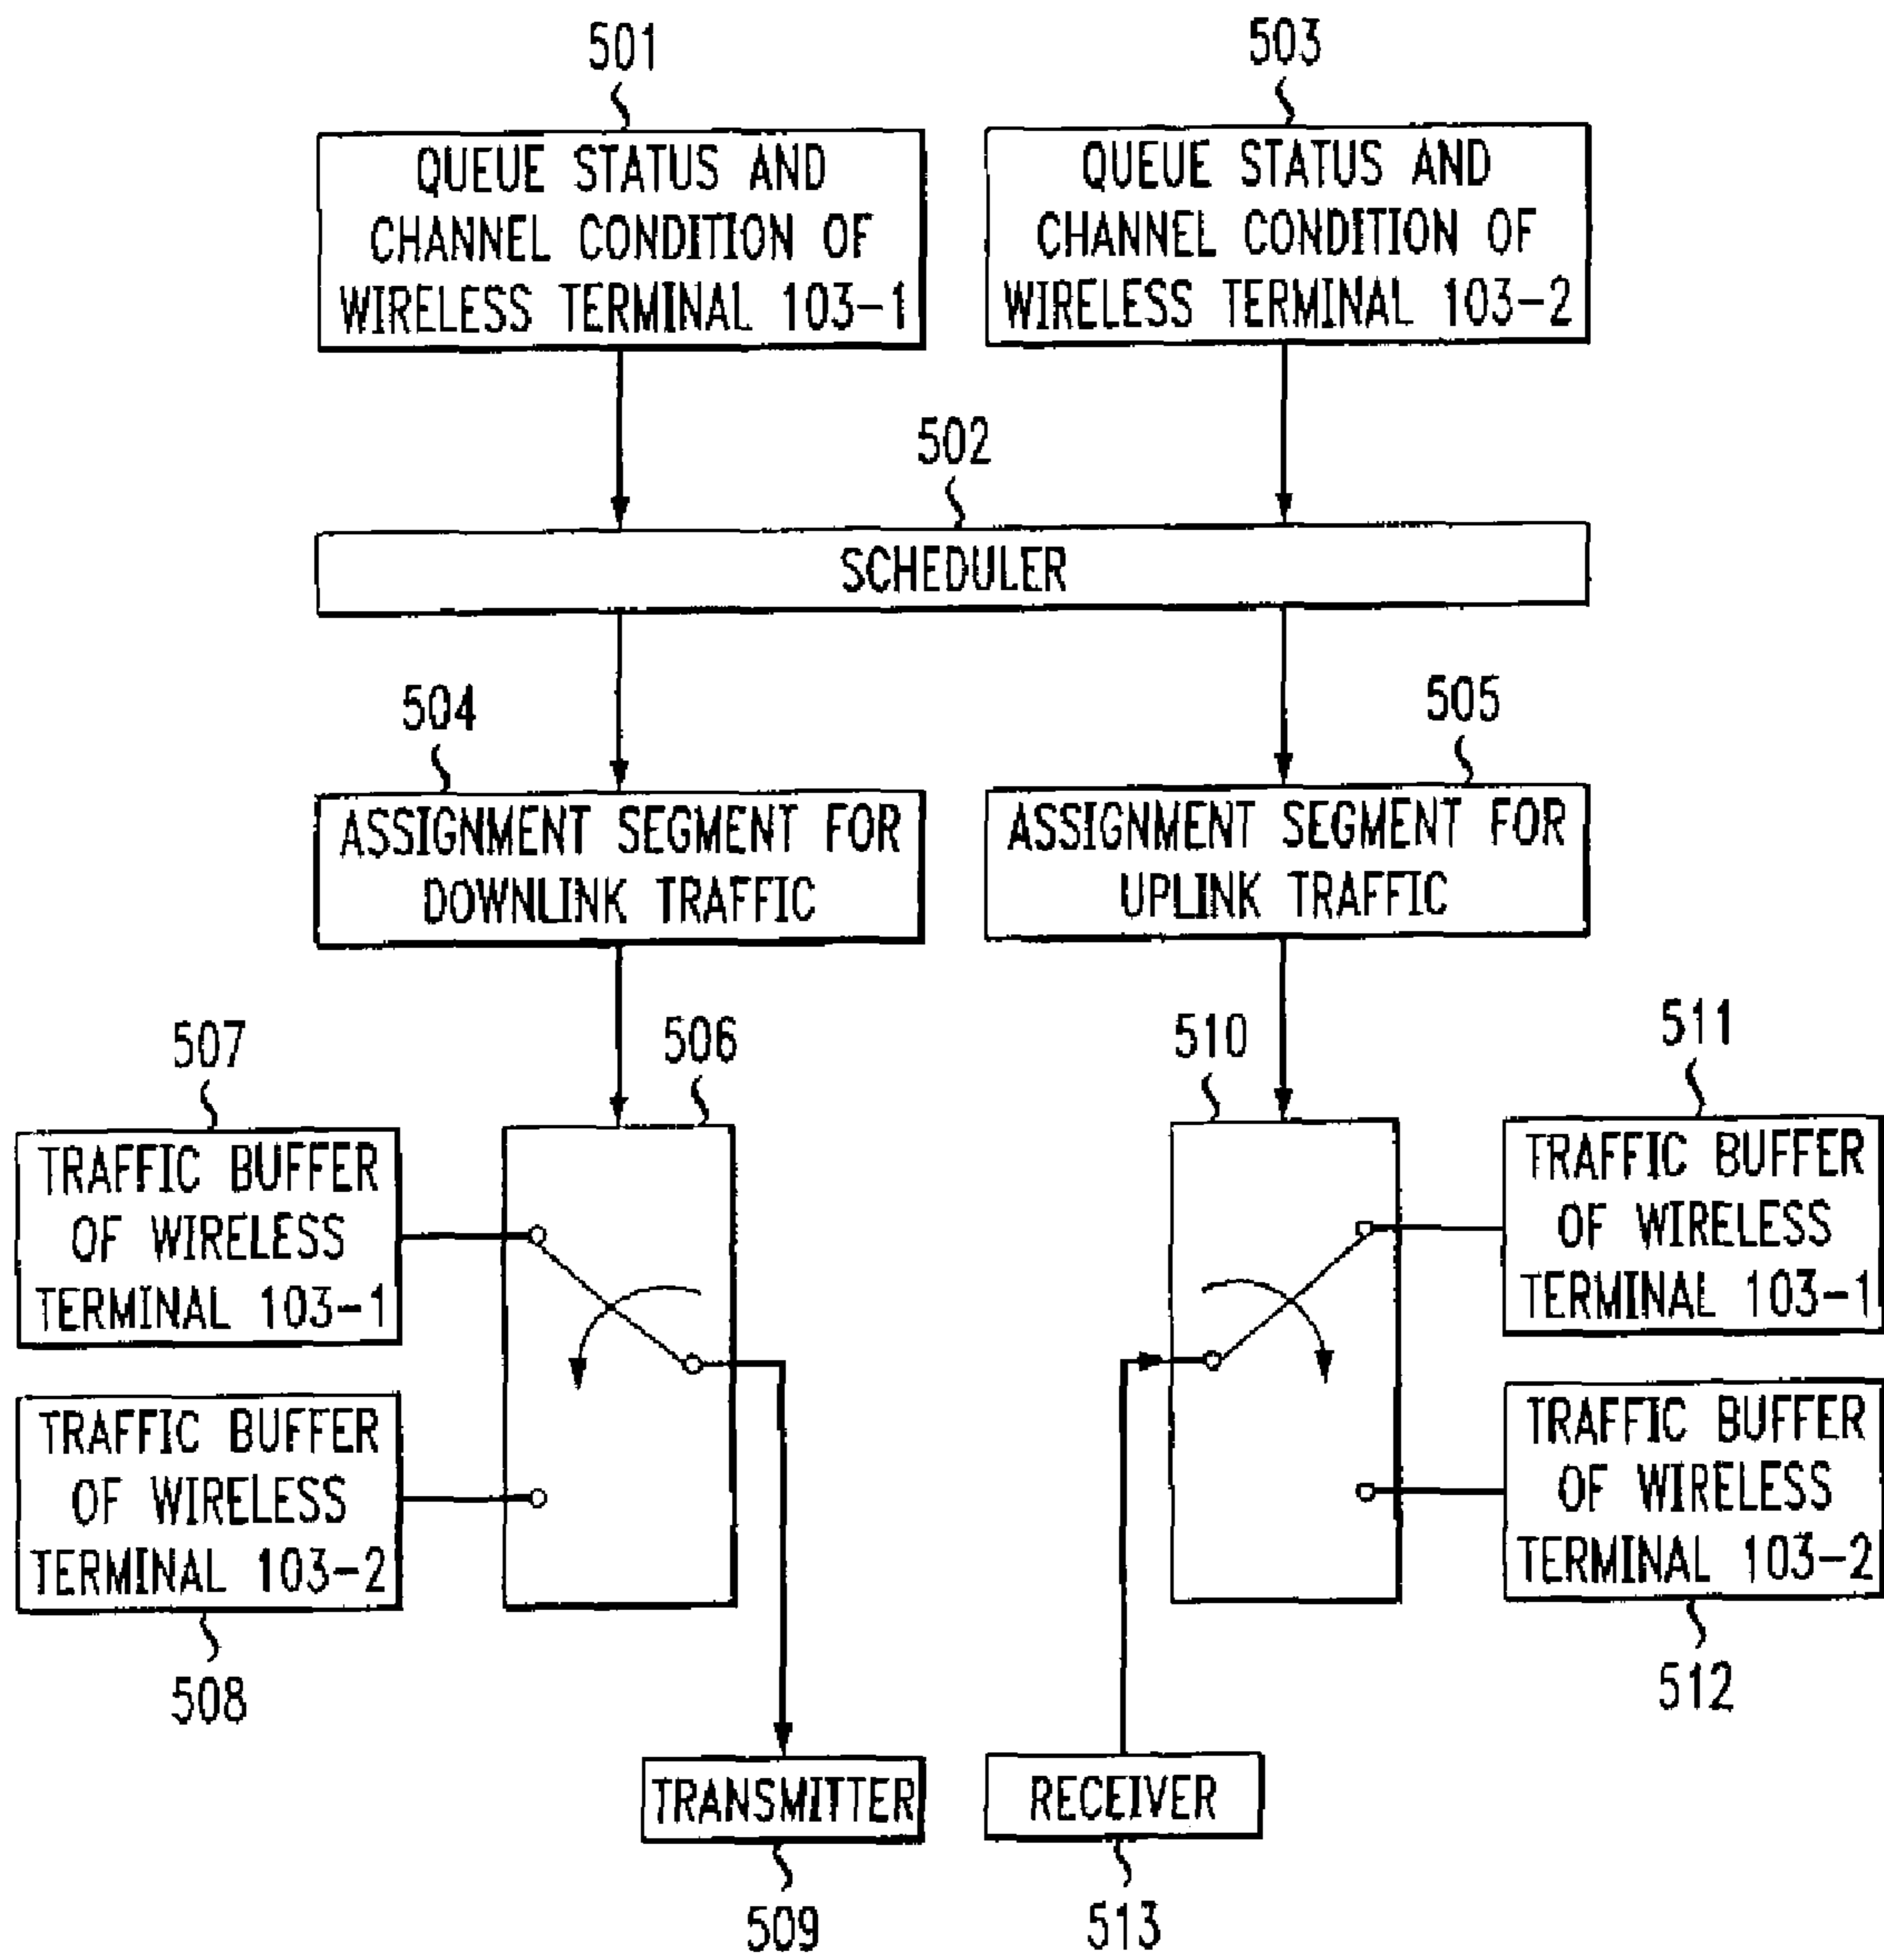 501
503
QUEUE STATUS AND
CHANNEL CONDITION OF
WIRELESS TERMINAL 103-1
QUEUE STATUS AND
CHANNEL CONDITION OF
WIRELESS TERMINAL 103-2
502
SCHEDULER
504
505
ASSIGNMENT SEGMENT FOR
DOWNLINK TRAFFIC
ASSIGNMENT SEGMENT FOR
UPLINK TRAFFIC
507
506
510
511
TRAFFIC BUFFER
OF WIRELESS
TERMINAL 103-1
TRAFFIC BUFFER
OF WIRELESS
TERMINAL 103-1
TRAFFIC BUFFER
OF WIRELESS
TERMINAL 103-2
TRAFFIC BUFFER
OF WIRELESS
TERMINAL 103-2
508
512
TRANSMITTER
RECEIVER
509
513